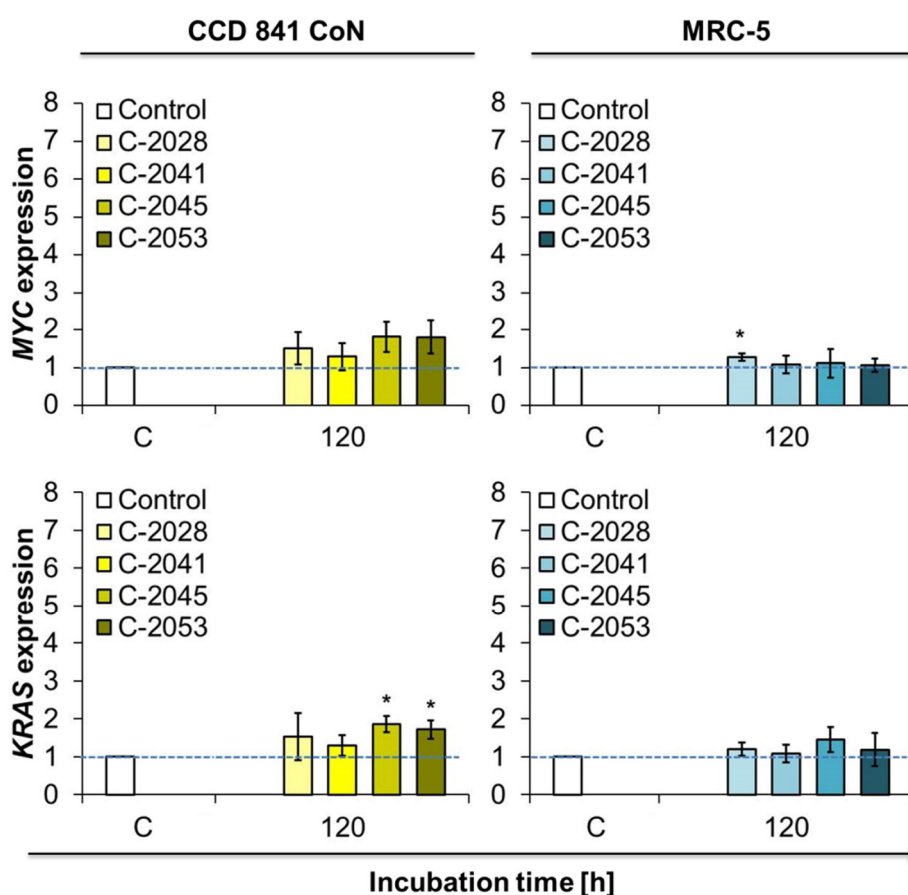 CCD 841 CoN
MRC-5
MYC expression
8
7
6
5
4
3
2
1
0
Control
C-2028
C-2041
C-2045
C-2053
C
120
8
7
6
5
4
3
2
1
0
Control
C-2028
C-2041
C-2045
C-2053
*
C
120
KRAS expression
8
7
6
5
4
3
2
1
0
Control
C-2028
C-2041
C-2045
C-2053
* *
C
120
8
7
6
5
4
3
2
1
0
Control
C-2028
C-2041
C-2045
C-2053
C
120
Incubation time [h]